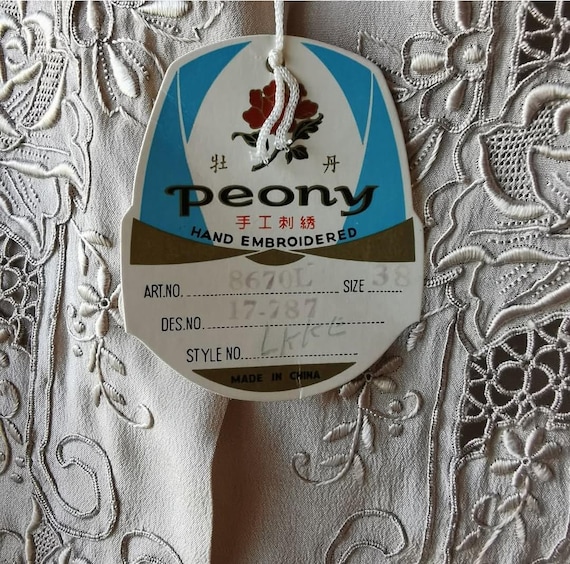 牡 丹
peony
手工刺绣
HAND EMBROIDERED
ART.NO. 8670L SIZE 38
DES.NO. 17-787
STYLE NO.
MADE IN CHINA